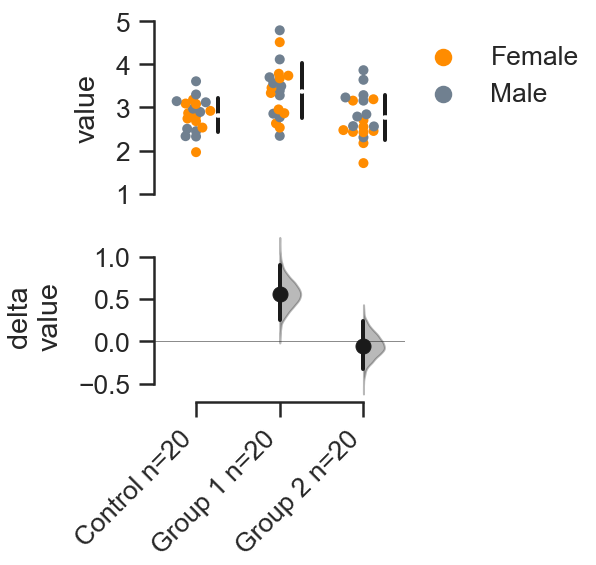 5
4
3
2
1
value
Female
Male
1.0
0.5
0.0
−0.5
delta
value
Control n=20
Group 1 n=20
Group 2 n=20